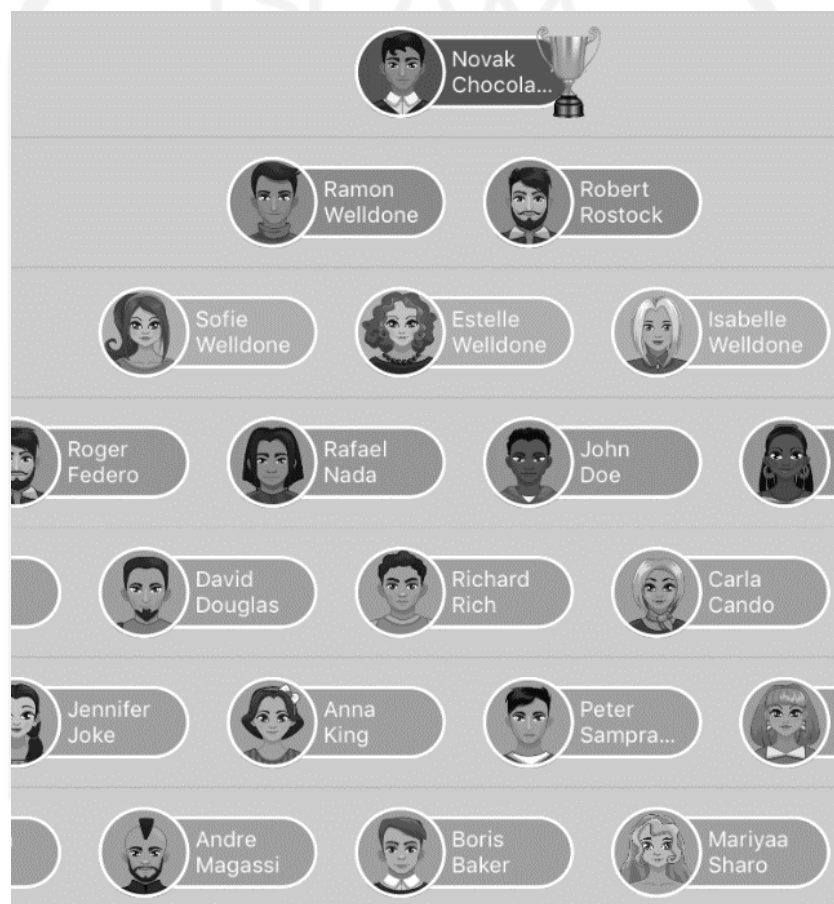 Novak
Chocola...
Ramon
Welldone
Robert
Rostock
Sofie
Welldone
Estelle
Welldone
Isabelle
Welldone
Roger
Federo
Rafael
Nada
John
Doe
David
Douglas
Richard
Rich
Carla
Cando
Jennifer
Joke
Anna
King
Peter
Sampra...
Andre
Magassi
Boris
Baker
Mariyaa
Sharo